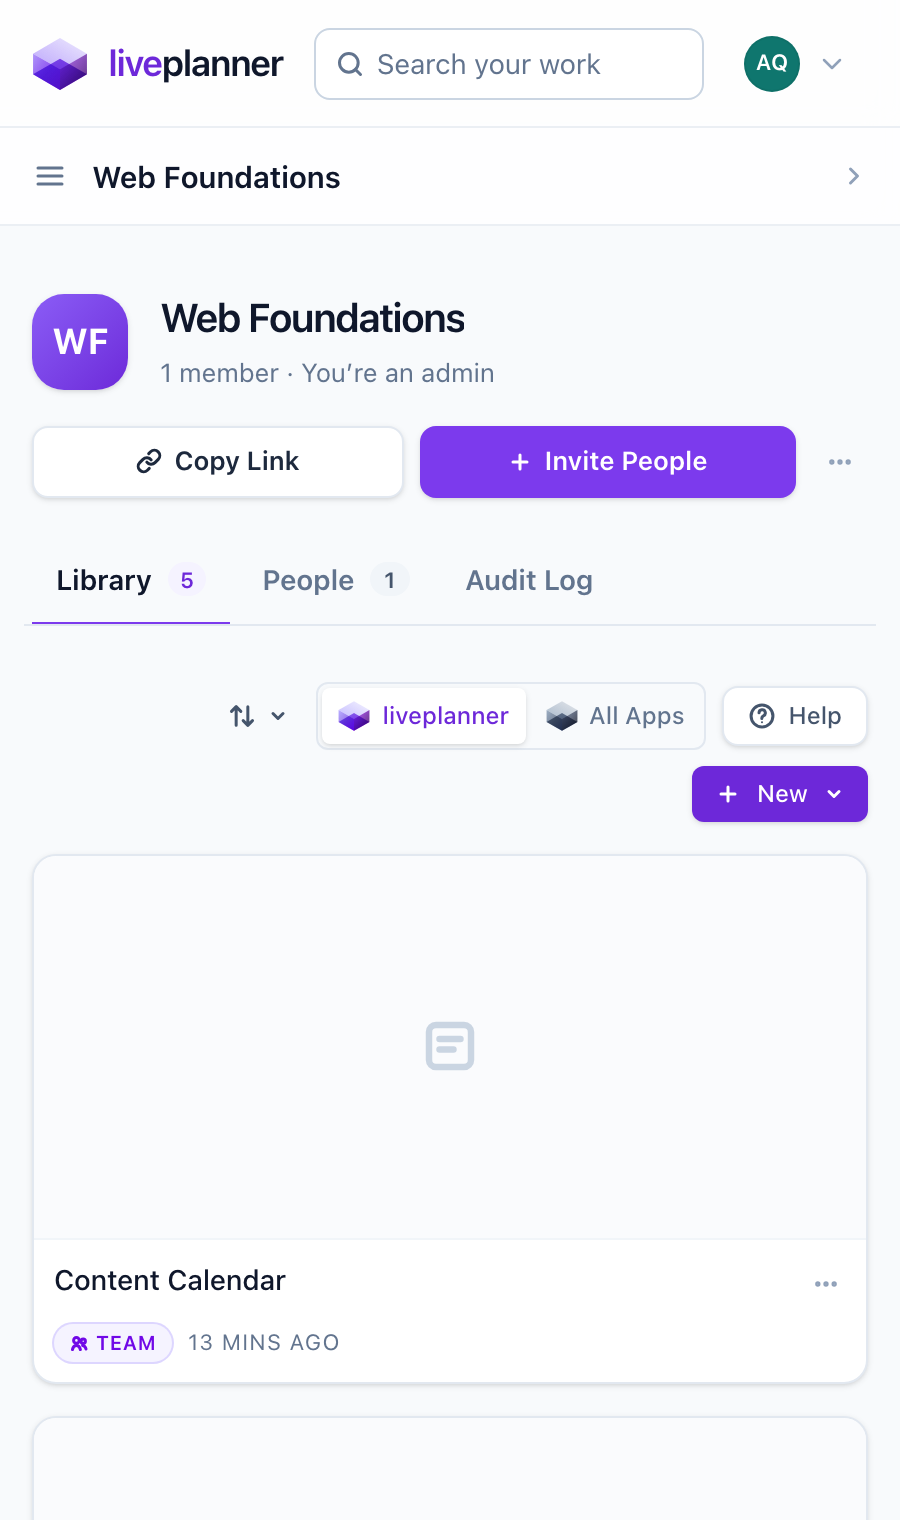 liveplanner
Search your work
AQ
Web Foundations
WF
Web Foundations
1 member · You’re an admin
Copy Link
Invite People
Library 5
People 1
Audit Log
liveplanner
All Apps
Help
New
Content Calendar
TEAM 13 MINS AGO